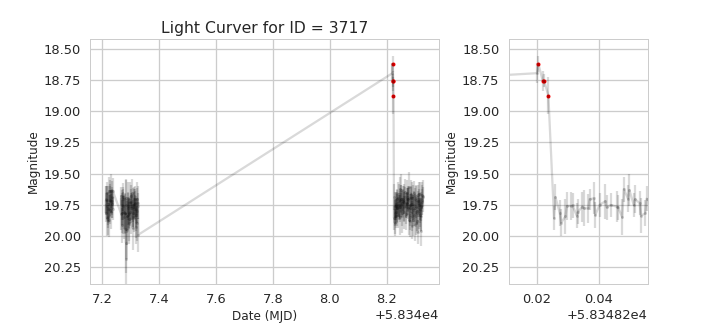 Light Curver for ID = 3717
Magnitude
18.50
18.75
19.00
19.25
19.50
19.75
20.00
20.25
7.2 7.4 7.6 7.8 8.0 8.2
Date (MJD)
+5.834e4
Magnitude
18.50
18.75
19.00
19.25
19.50
19.75
20.00
20.25
0.02 0.04
+5.83482e4